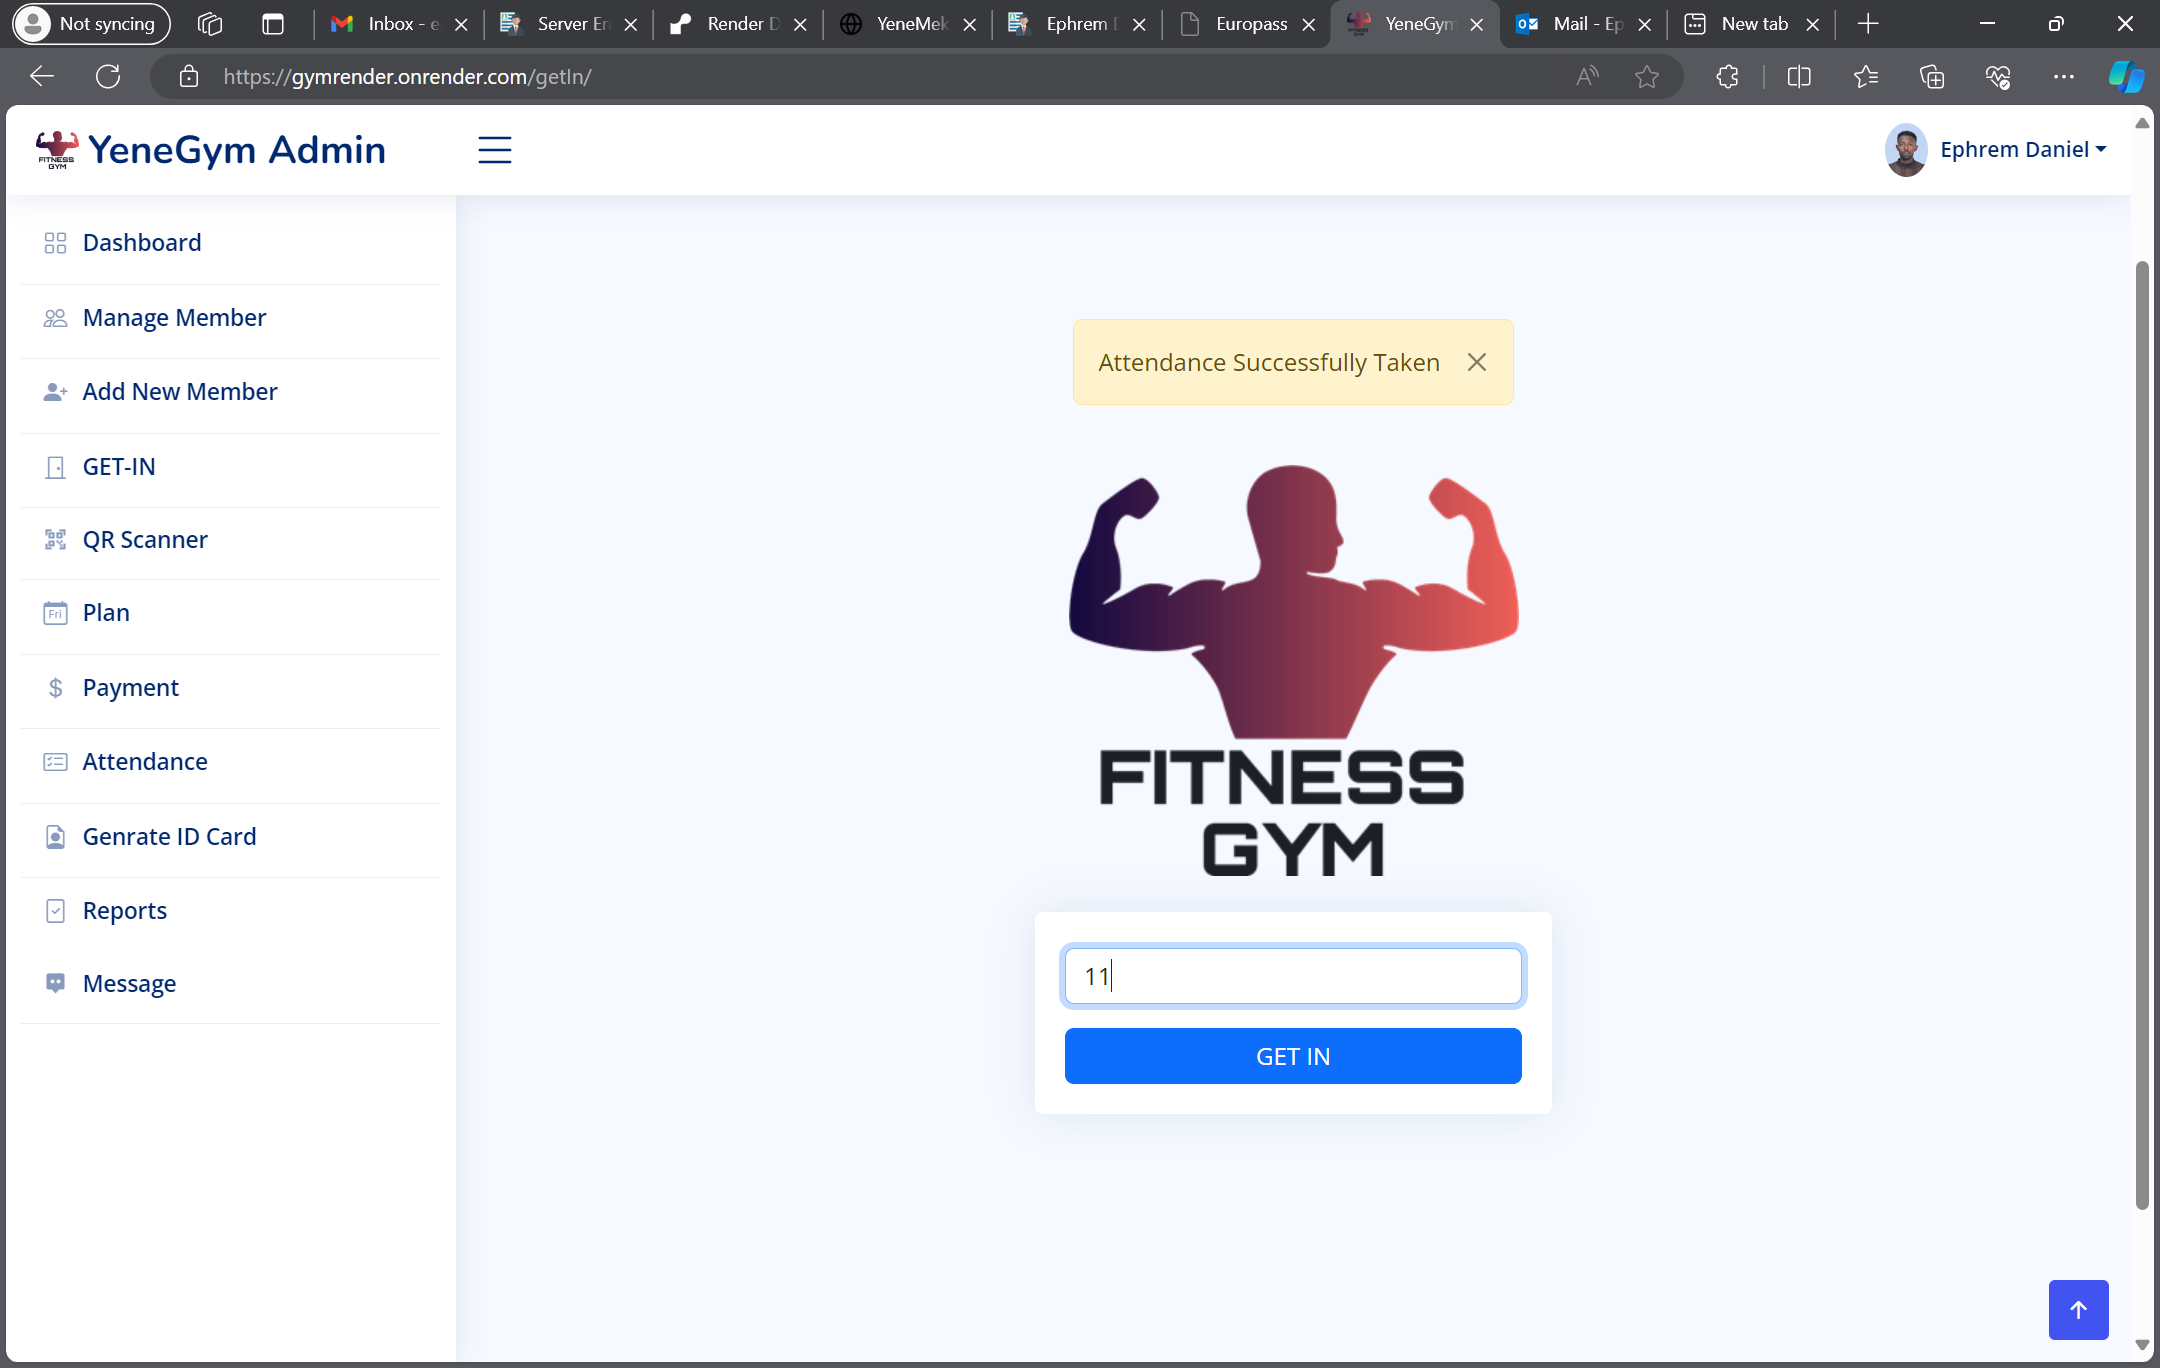 Not syncing
Inbox - e
Server Er
Render D
YeneMek
Ephrem D
Europass
YeneGym
Mail - Ep
New tab
https://gymrender.onrender.com/getIn/
FITNESS
GYM
YeneGym Admin
Ephrem Daniel
Dashboard
Manage Member
Add New Member
GET-IN
QR Scanner
Fri
Plan
$ Payment
Attendance
Genrate ID Card
Reports
Message
Attendance Successfully Taken
FITNESS
GYM
11
GET IN